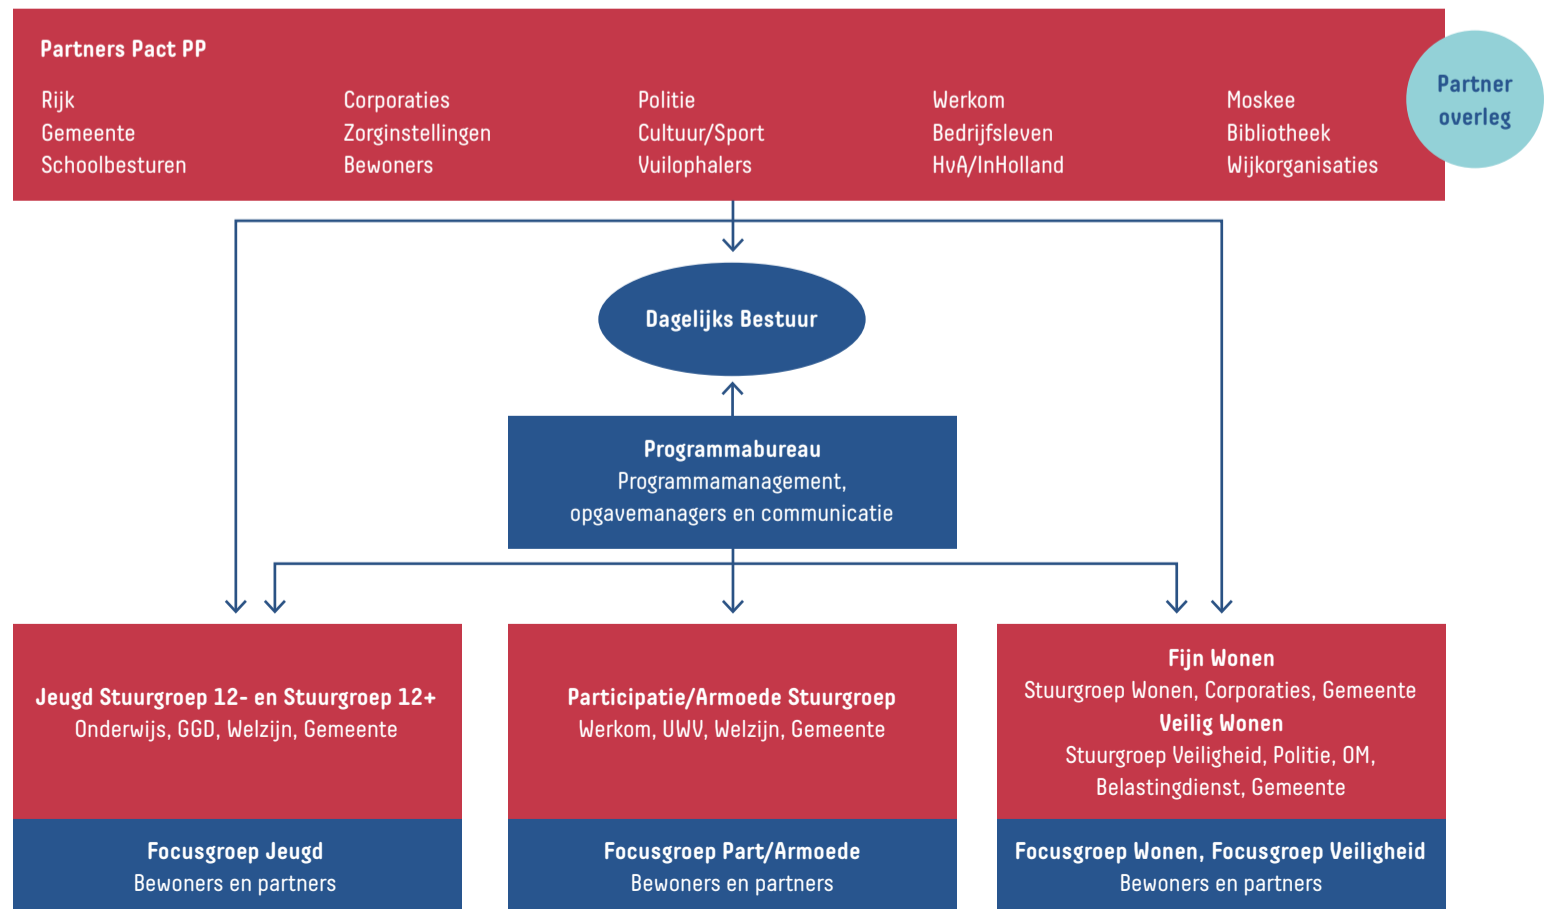 Partners Pact PP
Rijk
Gemeente
Schoolbesturen
Corporaties
Zorginstellingen
Bewoners
Politie
Cultuur/Sport
Vuilophalers
Werkom
Bedrijfsleven
HvA/InHolland
Moskee
Bibliotheek
Wijkorganisaties
Partner
overleg
Dagelijks Bestuur
Programmabureau
Programmamanagement,
opgavemanagers en communicatie
Jeugd Stuurgroep 12- en Stuurgroep 12+
Onderwijs, GGD, Welzijn, Gemeente
Focusgroep Jeugd
Bewoners en partners
Participatie/Armoede Stuurgroep
Werkom, UWV, Welzijn, Gemeente
Focusgroep Part/Armoede
Bewoners en partners
Fijn Wonen
Stuurgroep Wonen, Corporaties, Gemeente
Veilig Wonen
Stuurgroep Veiligheid, Politie, OM,
Belastingdienst, Gemeente
Focusgroep Wonen, Focusgroep Veiligheid
Bewoners en partners